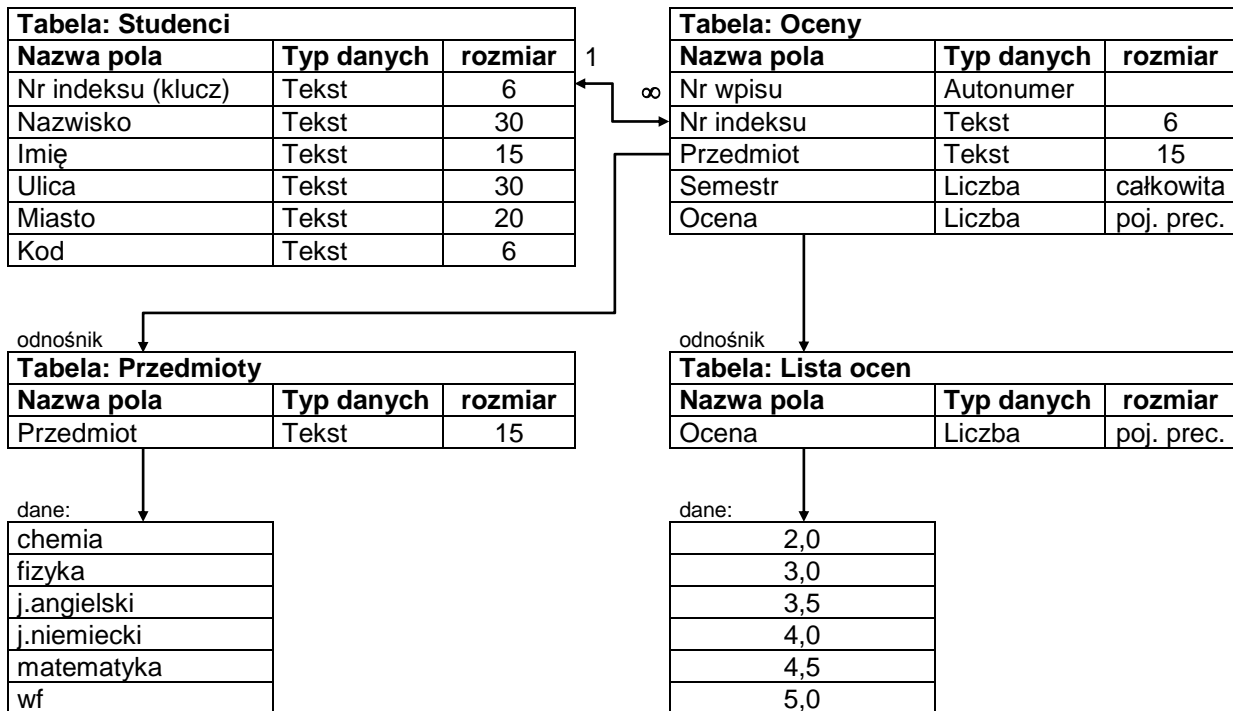 Tabela: Studenci
Nazwa pola Typ danych rozmiar
Nr indeksu (klucz) Tekst 6
Nazwisko Tekst 30
Imię Tekst 15
Ulica Tekst 30
Miasto Tekst 20
Kod Tekst 6
1
∞
Tabela: Oceny
Nazwa pola Typ danych rozmiar
Nr wpisu Autonumer
Nr indeksu Tekst 6
Przedmiot Tekst 15
Semestr Liczba całkowita
Ocena Liczba poj. prec.
odnośnik
Tabela: Przedmioty
Nazwa pola Typ danych rozmiar
Przedmiot Tekst 15
odnośnik
Tabela: Lista ocen
Nazwa pola Typ danych rozmiar
Ocena Liczba poj. prec.
dane:
chemia
fizyka
j.angielski
j.niemiecki
matematyka
wf
dane:
2,0
3,0
3,5
4,0
4,5
5,0